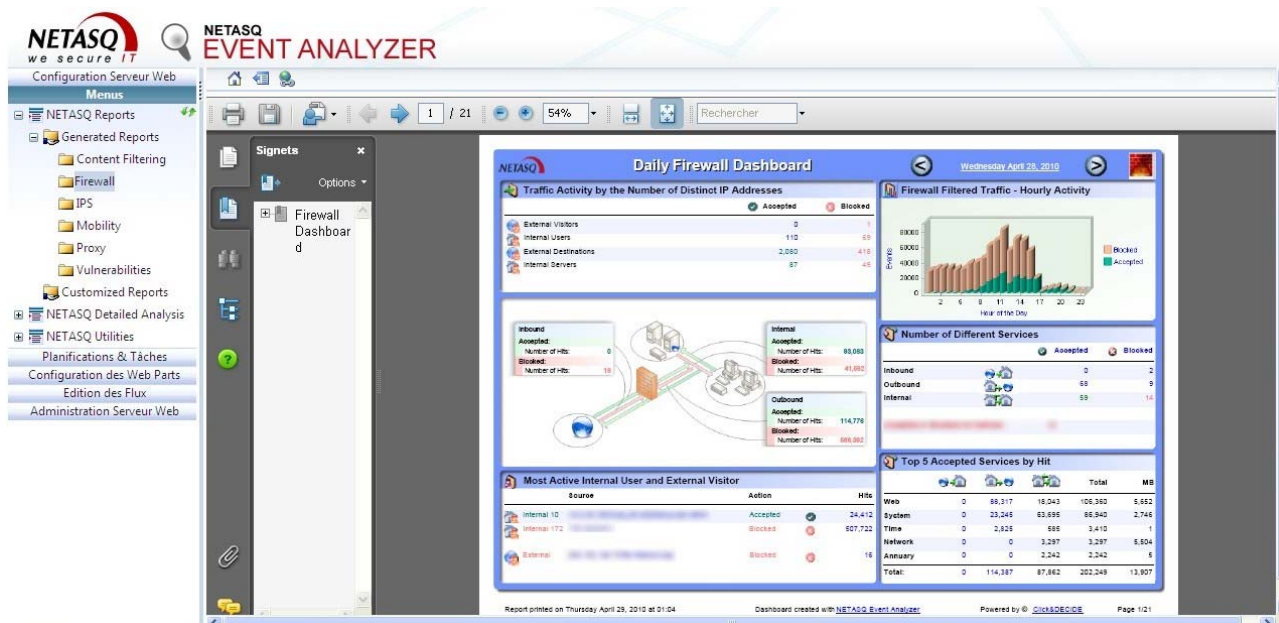 NETASQ
we secure IT
NETASQ
EVENT ANALYZER
Configuration Serveur Web
Menus
NETASQ Reports
Generated Reports
Content Filtering
Firewall
IPS
Mobility
Proxy
Vulnerabilities
Customized Reports
NETASQ Detailed Analysis
NETASQ Utilities
Planifications & Tâches
Configuration des Web Parts
Edition des Flux
Administration Serveur Web
1 / 21
54%
Rechercher
Signets x
Options
Firewall
Dashboar
d
NETASQ
Daily Firewall Dashboard
Wednesday April 28, 2010
Traffic Activity by the Number of Distinct IP Addresses
Accepted Blocked
External Visitors 0 1
Internal Users 110
External Destinations
Internal Servers 87
Inbound
Accepted:
Number of Hits: 0
Blocked:
Number of Hits:
Internal
Accepted:
Number of Hits:
Blocked:
Number of Hits:
Outbound
Accepted:
Number of Hits: 114,776
Blocked:
Number of Hits:
Most Active Internal User and External Visitor
Source Action Hits
Internal 10 Accepted 24,412
Internal 172 Blocked 507,722
External Blocked 16
Firewall Filtered Traffic - Hourly Activity
Events
80000
60000
40000
20000
0
2 6 8 11 14 17 20 23
Hour of the Day
Blocked
Accepted
Number of Different Services
Accepted Blocked
Inbound 0 2
Outbound 68 9
Internal 59 14
Top 5 Accepted Services by Hit
Total MB
Web 0 88,317 18,043 106,360 5,652
System 0 23,245 63,695 86,940 2,746
Time 0 2,825 585 3,410 1
Network 0 0 3,297 3,297 5,504
Annuary 0 0 2,242 2,242 5
Total: 0 114,387 87,862 202,249 13,907
Report printed on Thursday April 29, 2010 at 01:04
Dashboard created with NETASQ Event Analyzer
Powered by © Click&DECIDE
Page 1/21